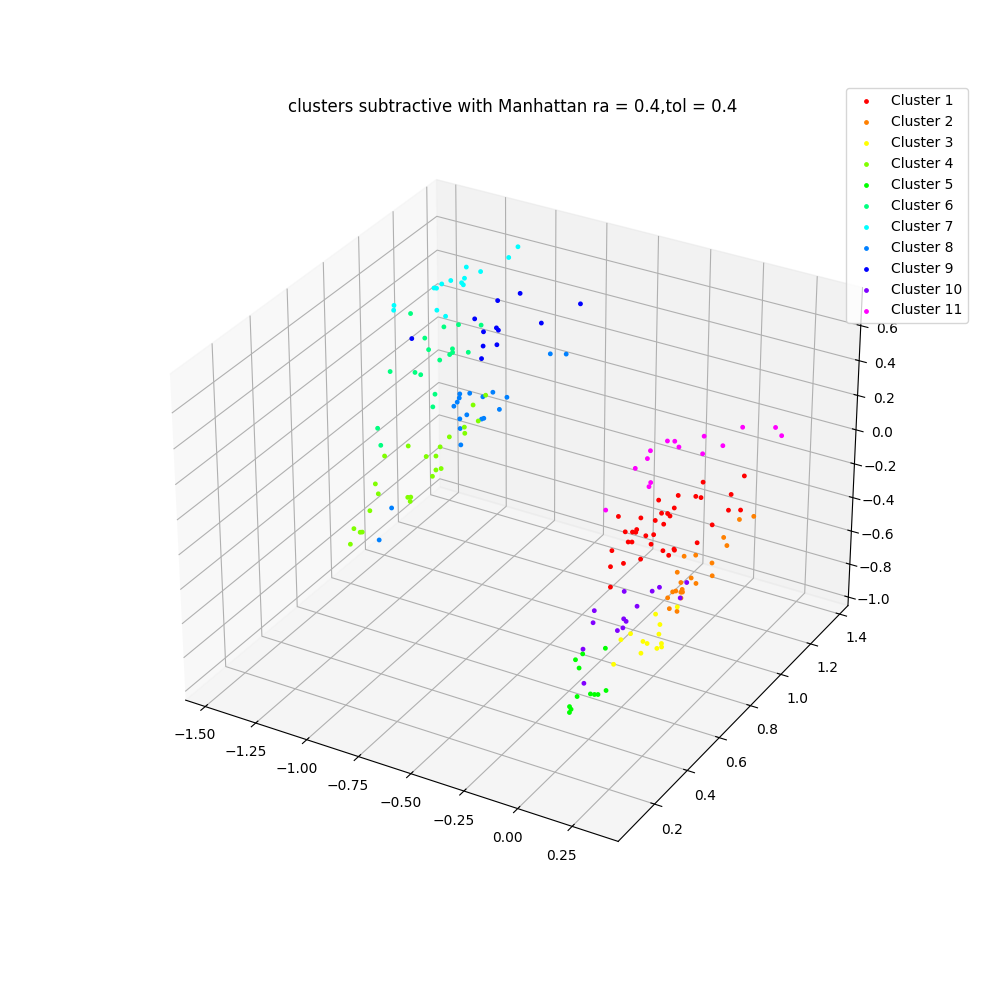 clusters subtractive with Manhattan ra = 0.4,tol = 0.4
Cluster 1
Cluster 2
Cluster 3
Cluster 4
Cluster 5
Cluster 6
Cluster 7
Cluster 8
Cluster 9
Cluster 10
Cluster 11
0.6
0.4
0.2
0.0
−0.2
−0.4
−0.6
−0.8
−1.0
1.4
1.2
1.0
0.8
0.6
0.4
0.2
−1.50
−1.25
−1.00
−0.75
−0.50
−0.25
0.00
0.25